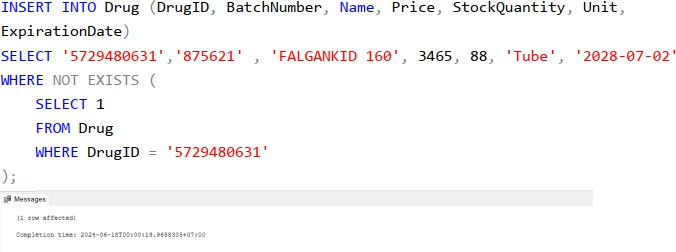 INSERT INTO Drug (DrugID, BatchNumber, Name, Price, StockQuantity, Unit,
ExpirationDate)
SELECT '5729480631','875621' , 'FALGANKID 160', 3465, 88, 'Tube', '2028-07-02'
WHERE NOT EXISTS (
    SELECT 1
    FROM Drug
    WHERE DrugID = '5729480631'
);
Messages
(1 row affected)
Completion time: 2024-06-18T00:00:19.9688305+07:00